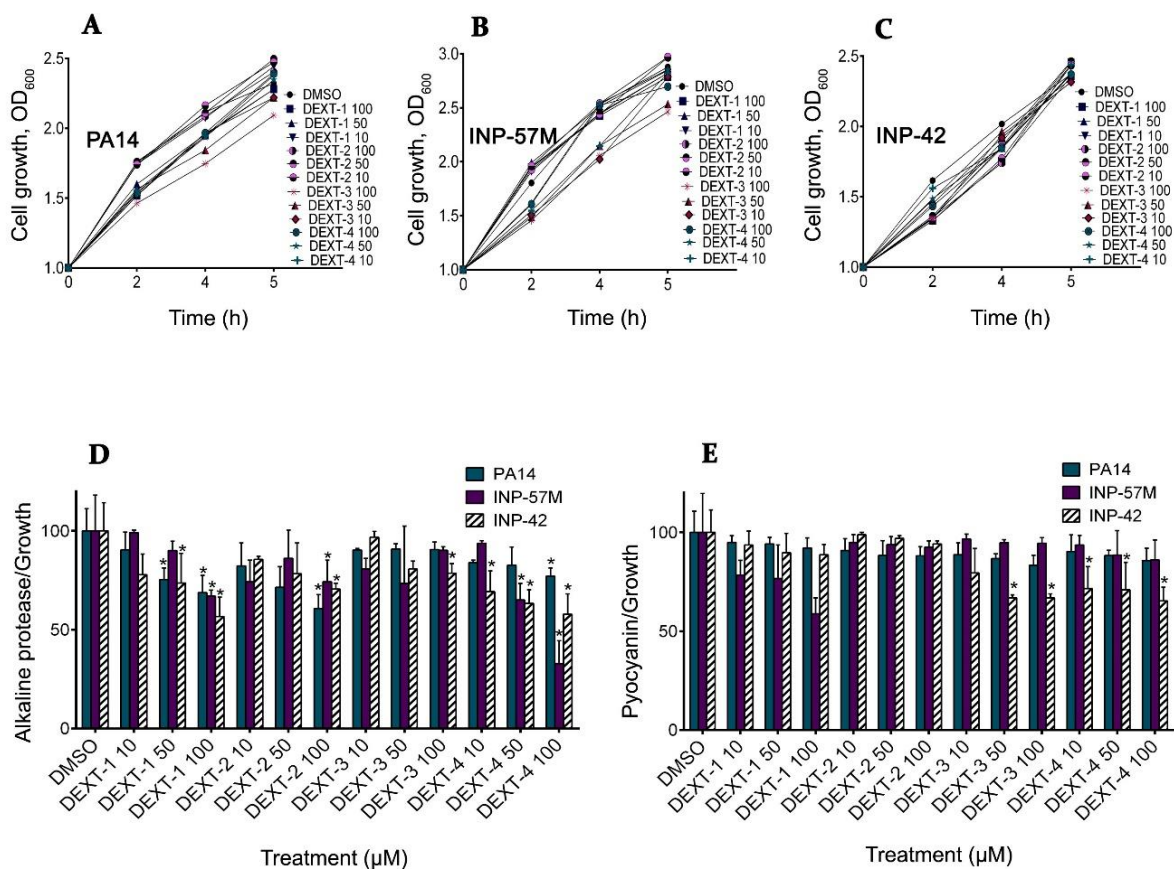 A
Cell growth, OD600
2.5
2.0
1.5
1.0
0
2
4
5
PA14
DMSO
DEXT-1 100
DEXT-1 50
DEXT-1 10
DEXT-2 100
DEXT-2 50
DEXT-2 10
DEXT-3 100
DEXT-3 50
DEXT-3 10
DEXT-4 100
DEXT-4 50
DEXT-4 10
Time (h)
B
Cell growth, OD600
3.0
2.5
2.0
1.5
1.0
0
2
4
5
INP-57M
DMSO
DEXT-1 100
DEXT-1 50
DEXT-1 10
DEXT-2 100
DEXT-2 50
DEXT-2 10
DEXT-3 100
DEXT-3 50
DEXT-3 10
DEXT-4 100
DEXT-4 50
DEXT-4 10
Time (h)
C
Cell growth, OD600
2.5
2.0
1.5
1.0
0
2
4
5
INP-42
DMSO
DEXT-1 100
DEXT-1 50
DEXT-1 10
DEXT-2 100
DEXT-2 50
DEXT-2 10
DEXT-3 100
DEXT-3 50
DEXT-3 10
DEXT-4 100
DEXT-4 50
DEXT-4 10
Time (h)
D
PA14
INP-57M
INP-42
Alkaline protease/Growth
100
50
0
* * * * * * * * * * * * * *
DMSO
DEXT-1 10
DEXT-1 50
DEXT-1 100
DEXT-2 10
DEXT-2 50
DEXT-2 100
DEXT-3 10
DEXT-3 50
DEXT-3 100
DEXT-4 10
DEXT-4 50
DEXT-4 100
Treatment (µM)
E
PA14
INP-57M
INP-42
Pyocyanin/Growth
100
50
0
* * * * *
DMSO
DEXT-1 10
DEXT-1 50
DEXT-1 100
DEXT-2 10
DEXT-2 50
DEXT-2 100
DEXT-3 10
DEXT-3 50
DEXT-3 100
DEXT-4 10
DEXT-4 50
DEXT-4 100
Treatment (µM)